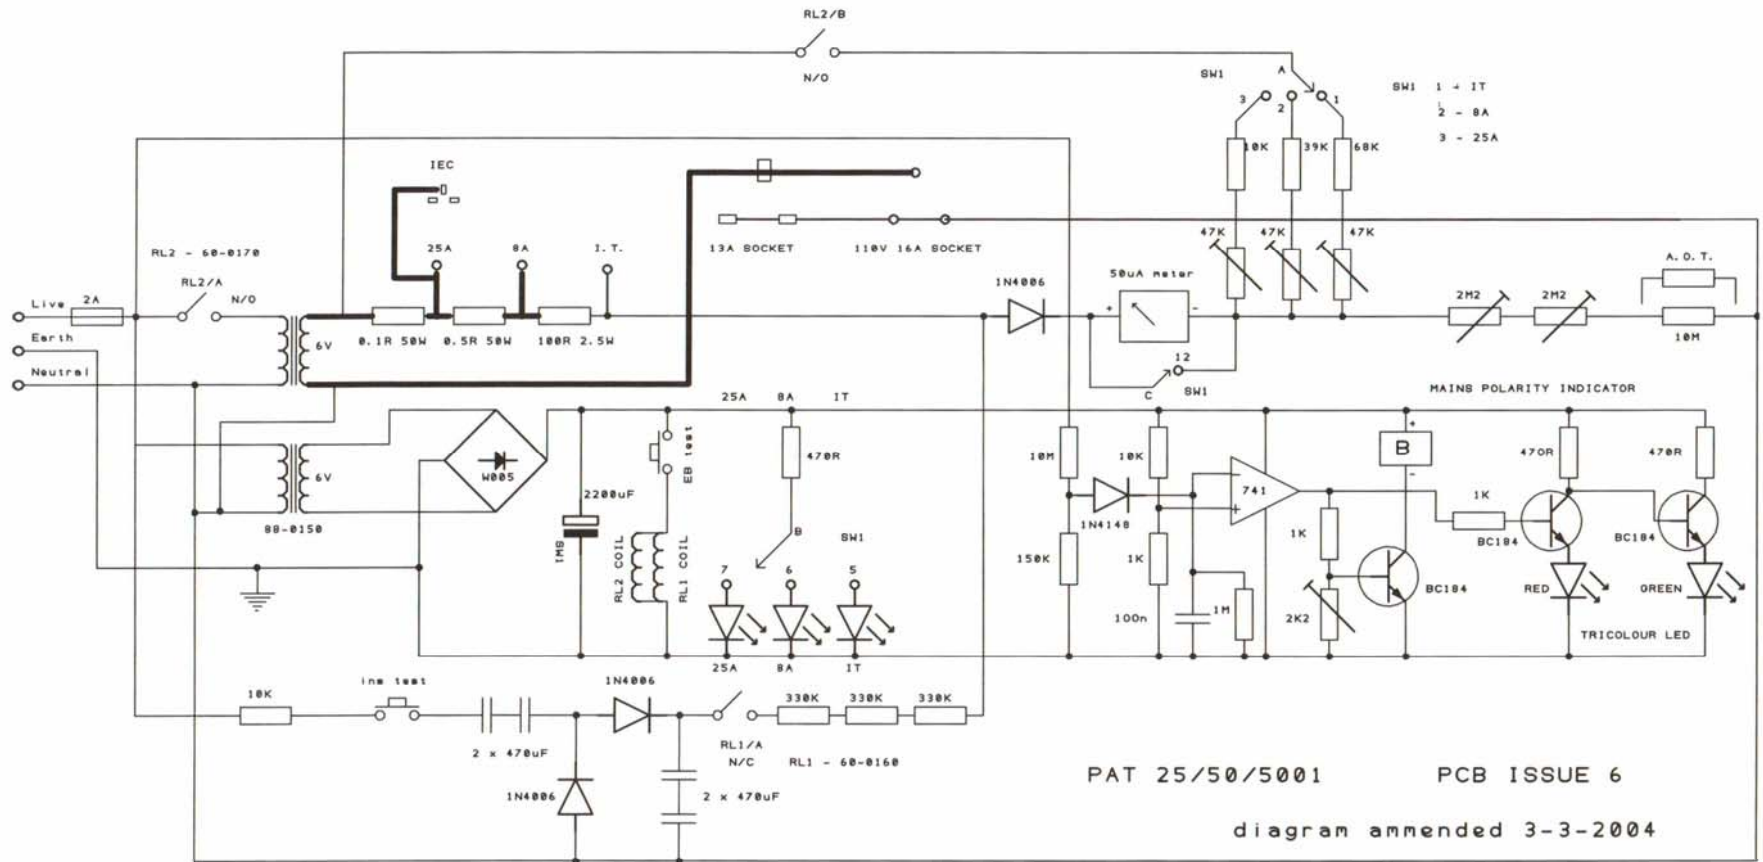 RL2/B
N/O
SW1
A
3
2
1
SW1 1 - IT
2 - 8A
3 - 25A
10K
39K
68K
IEC
RL2 - 60-0170
RL2/A
N/O
25A
8A
I.T.
13A SOCKET
110V 16A SOCKET
47K
47K
47K
A.O.T.
Live
2A
Earth
Neutral
6V
0.1R 50W
0.5R 50W
100R 2.5W
1N4006
50uA meter
+
-
2M2
2M2
10M
12
C
SW1
MAINS POLARITY INDICATOR
25A
8A
IT
6V
88-0150
W005
2200uF
1M8
EB test
RL2 COIL
RL1 COIL
470R
B
SW1
7
6
5
25A
8A
IT
10M
10K
1N4148
150K
1K
741
-
+
100n
1M
1K
2K2
+
B
-
BC184
1K
470R
470R
BC184
BC184
RED
GREEN
TRICOLOUR LED
10K
ins test
2 x 470uF
1N4006
1N4006
RL1/A
N/C
RL1 - 60-0160
330K
330K
330K
2 x 470uF
PAT 25/50/5001
PCB ISSUE 6
diagram ammended 3-3-2004